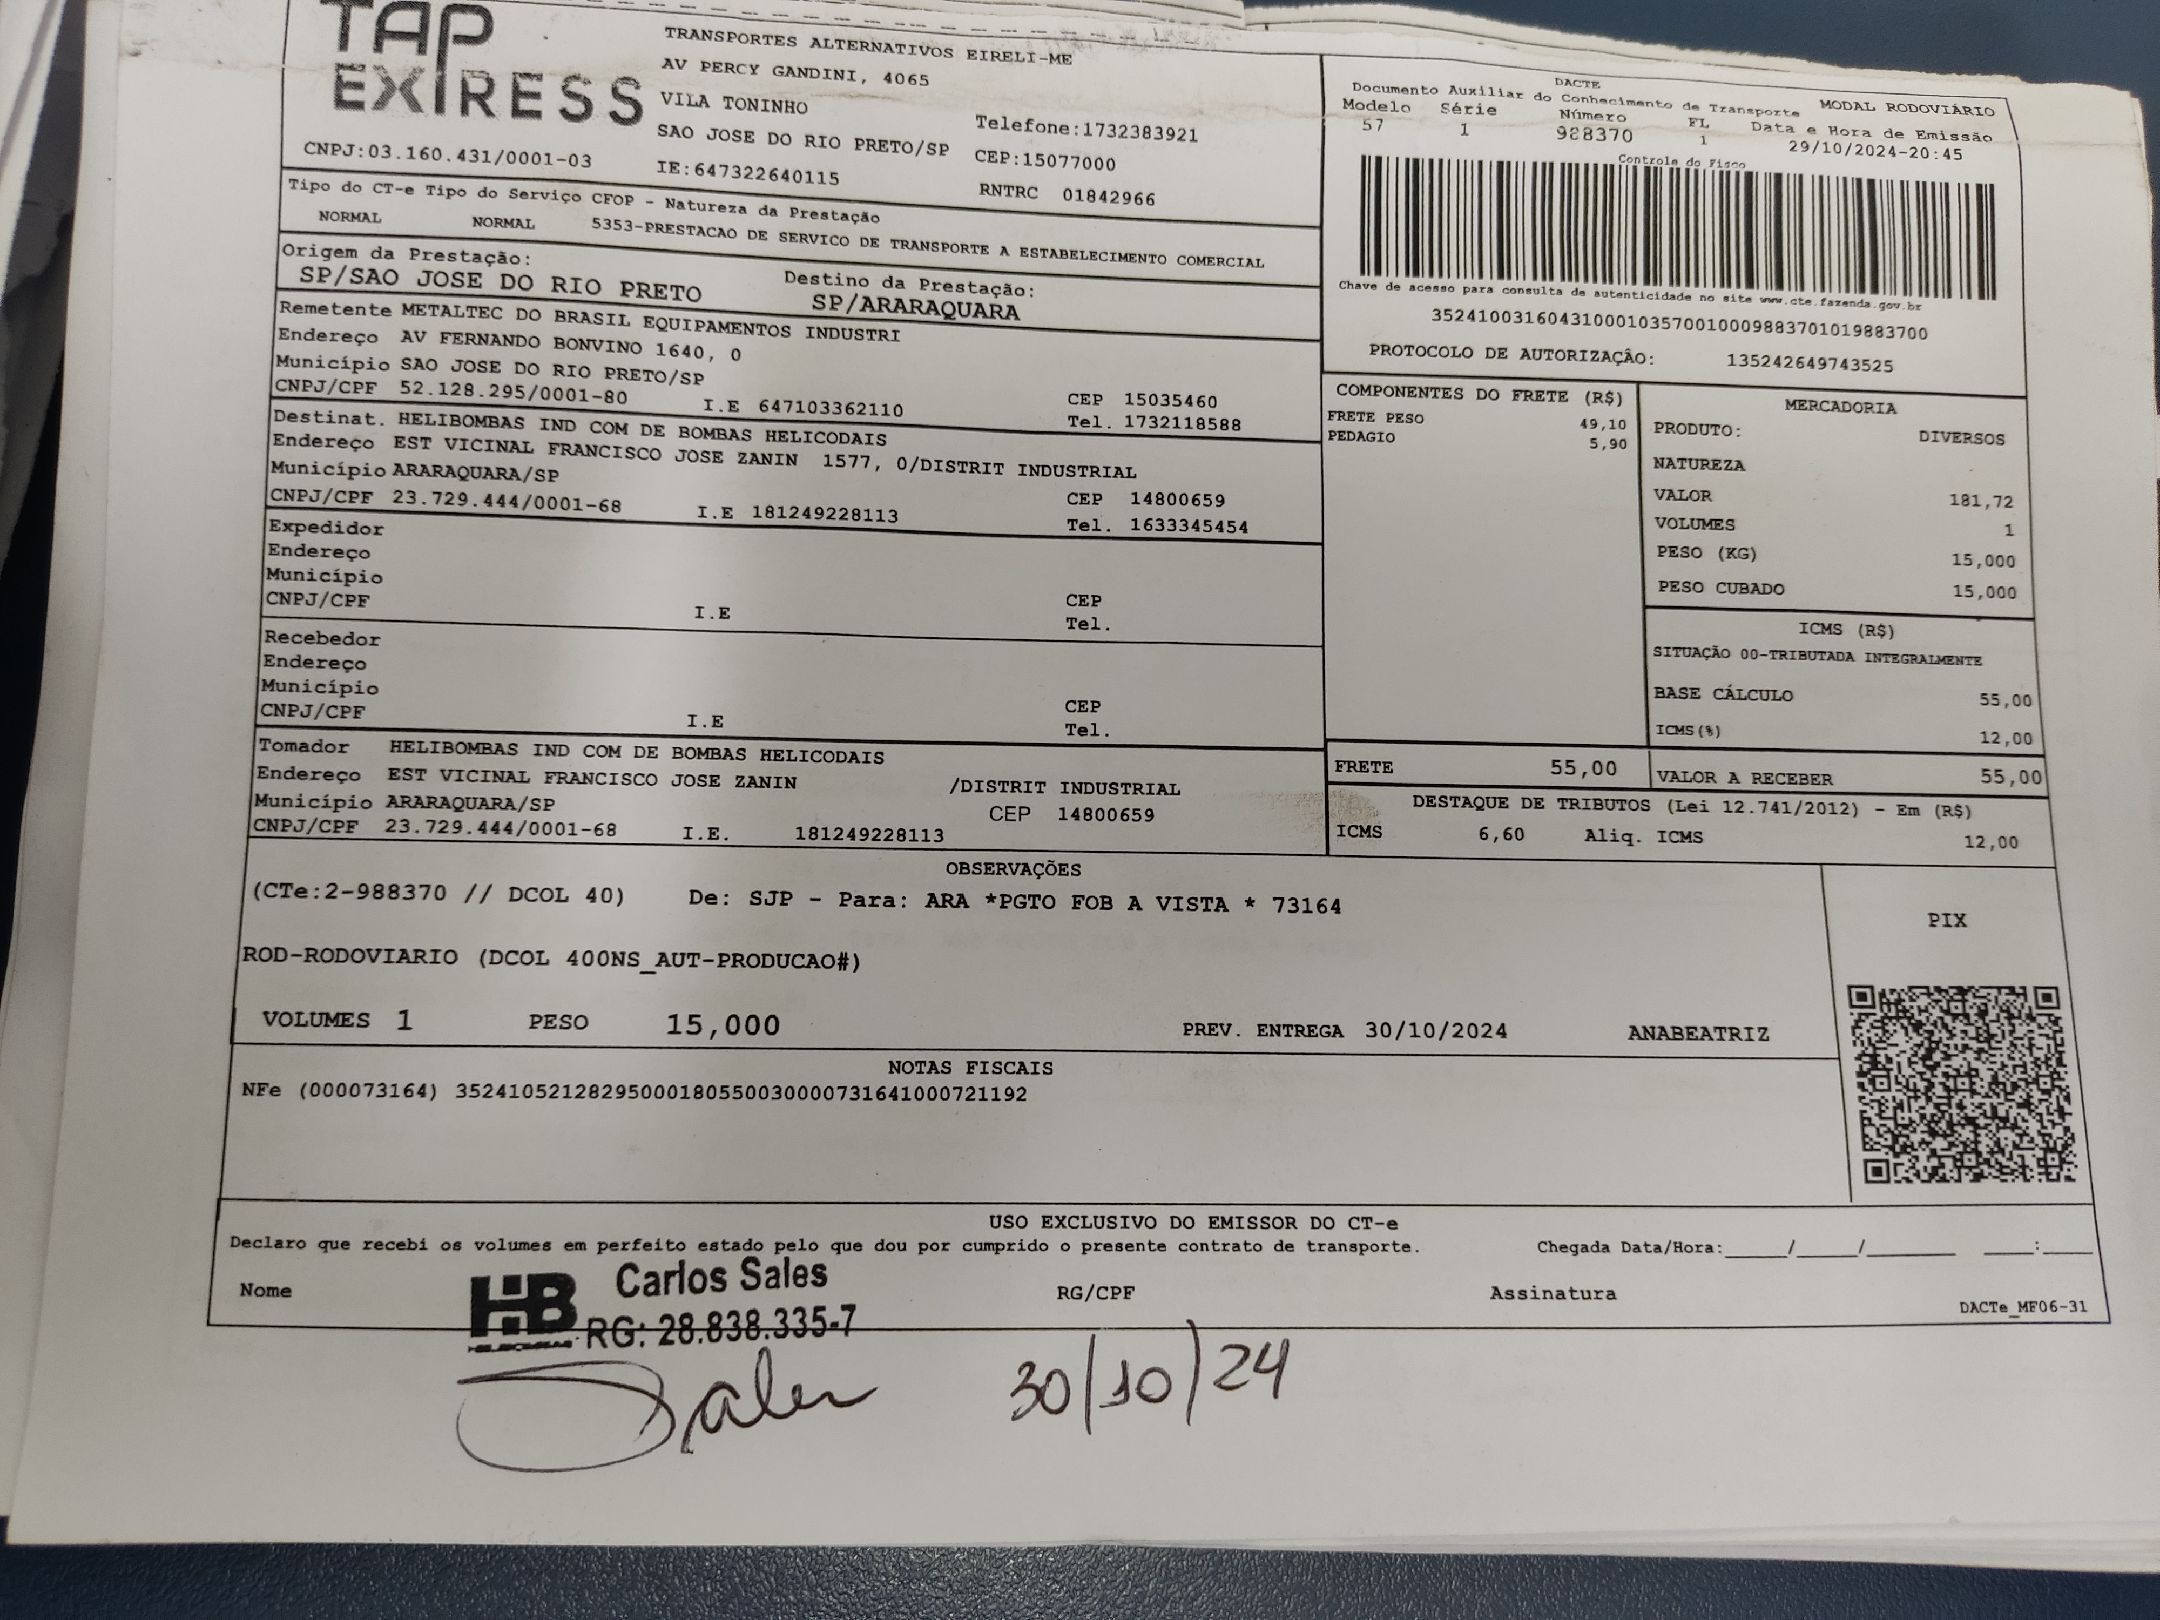 TAP
EXPRESS
TRANSPORTES ALTERNATIVOS EIRELI-ME
AV PERCY GANDINI, 4065
VILA TONINHO
SAO JOSE DO RIO PRETO/SP
Telefone:1732383921
CEP:15077000
CNPJ:03.160.431/0001-03
IE:647322640115
RNTRC 01842966
DACTE
Documento Auxiliar do Conhecimento de Transporte MODAL RODOVIÁRIO
Modelo Série Número FL Data e Hora de Emissão
57 1 988370 1 29/10/2024-20:45
Controle do Fisco
Chave de acesso para consulta de autenticidade no site www.cte.fazenda.gov.br
35241003160431000103570010009883701019883700
PROTOCOLO DE AUTORIZAÇÃO: 135242649743525
Tipo do CT-e Tipo do Serviço CFOP - Natureza da Prestação
NORMAL NORMAL 5353-PRESTACAO DE SERVICO DE TRANSPORTE A ESTABELECIMENTO COMERCIAL
Origem da Prestação: Destino da Prestação:
SP/SAO JOSE DO RIO PRETO SP/ARARAQUARA
Remetente METALTEC DO BRASIL EQUIPAMENTOS INDUSTRI
Endereço AV FERNANDO BONVINO 1640, 0
Município SAO JOSE DO RIO PRETO/SP CEP 15035460
CNPJ/CPF 52.128.295/0001-80 I.E 647103362110 Tel. 1732118588
Destinat. HELIBOMBAS IND COM DE BOMBAS HELICODAIS
Endereço EST VICINAL FRANCISCO JOSE ZANIN 1577, 0/DISTRIT INDUSTRIAL
Município ARARAQUARA/SP CEP 14800659
CNPJ/CPF 23.729.444/0001-68 I.E 181249228113 Tel. 1633345454
Expedidor
Endereço
Município CEP
CNPJ/CPF I.E Tel.
Recebedor
Endereço
Município CEP
CNPJ/CPF I.E Tel.
Tomador HELIBOMBAS IND COM DE BOMBAS HELICODAIS
Endereço EST VICINAL FRANCISCO JOSE ZANIN /DISTRIT INDUSTRIAL
Município ARARAQUARA/SP CEP 14800659
CNPJ/CPF 23.729.444/0001-68 I.E. 181249228113
COMPONENTES DO FRETE (R$)
FRETE PESO 49,10
PEDAGIO 5,90
MERCADORIA
PRODUTO: DIVERSOS
NATUREZA
VALOR 181,72
VOLUMES 1
PESO (KG) 15,000
PESO CUBADO 15,000
ICMS (R$)
SITUAÇÃO 00-TRIBUTADA INTEGRALMENTE
BASE CÁLCULO 55,00
ICMS(%) 12,00
FRETE 55,00 VALOR A RECEBER 55,00
DESTAQUE DE TRIBUTOS (Lei 12.741/2012) - Em (R$)
ICMS 6,60 Aliq. ICMS 12,00
OBSERVAÇÕES
(CTe:2-988370 // DCOL 40) De: SJP - Para: ARA *PGTO FOB A VISTA * 73164
ROD-RODOVIARIO (DCOL 400NS_AUT-PRODUCAO#)
VOLUMES 1 PESO 15,000 PREV. ENTREGA 30/10/2024 ANABEATRIZ
PIX
NOTAS FISCAIS
NFe (000073164) 35241052128295000180550030000731641000721192
USO EXCLUSIVO DO EMISSOR DO CT-e
Declaro que recebi os volumes em perfeito estado pelo que dou por cumprido o presente contrato de transporte. Chegada Data/Hora:_____/_____/_______ ____:____
Nome RG/CPF Assinatura
DACTe_MF06-31
HB Carlos Sales
HELIBOMBAS RG: 28.838.335-7
Sales 30/10/24